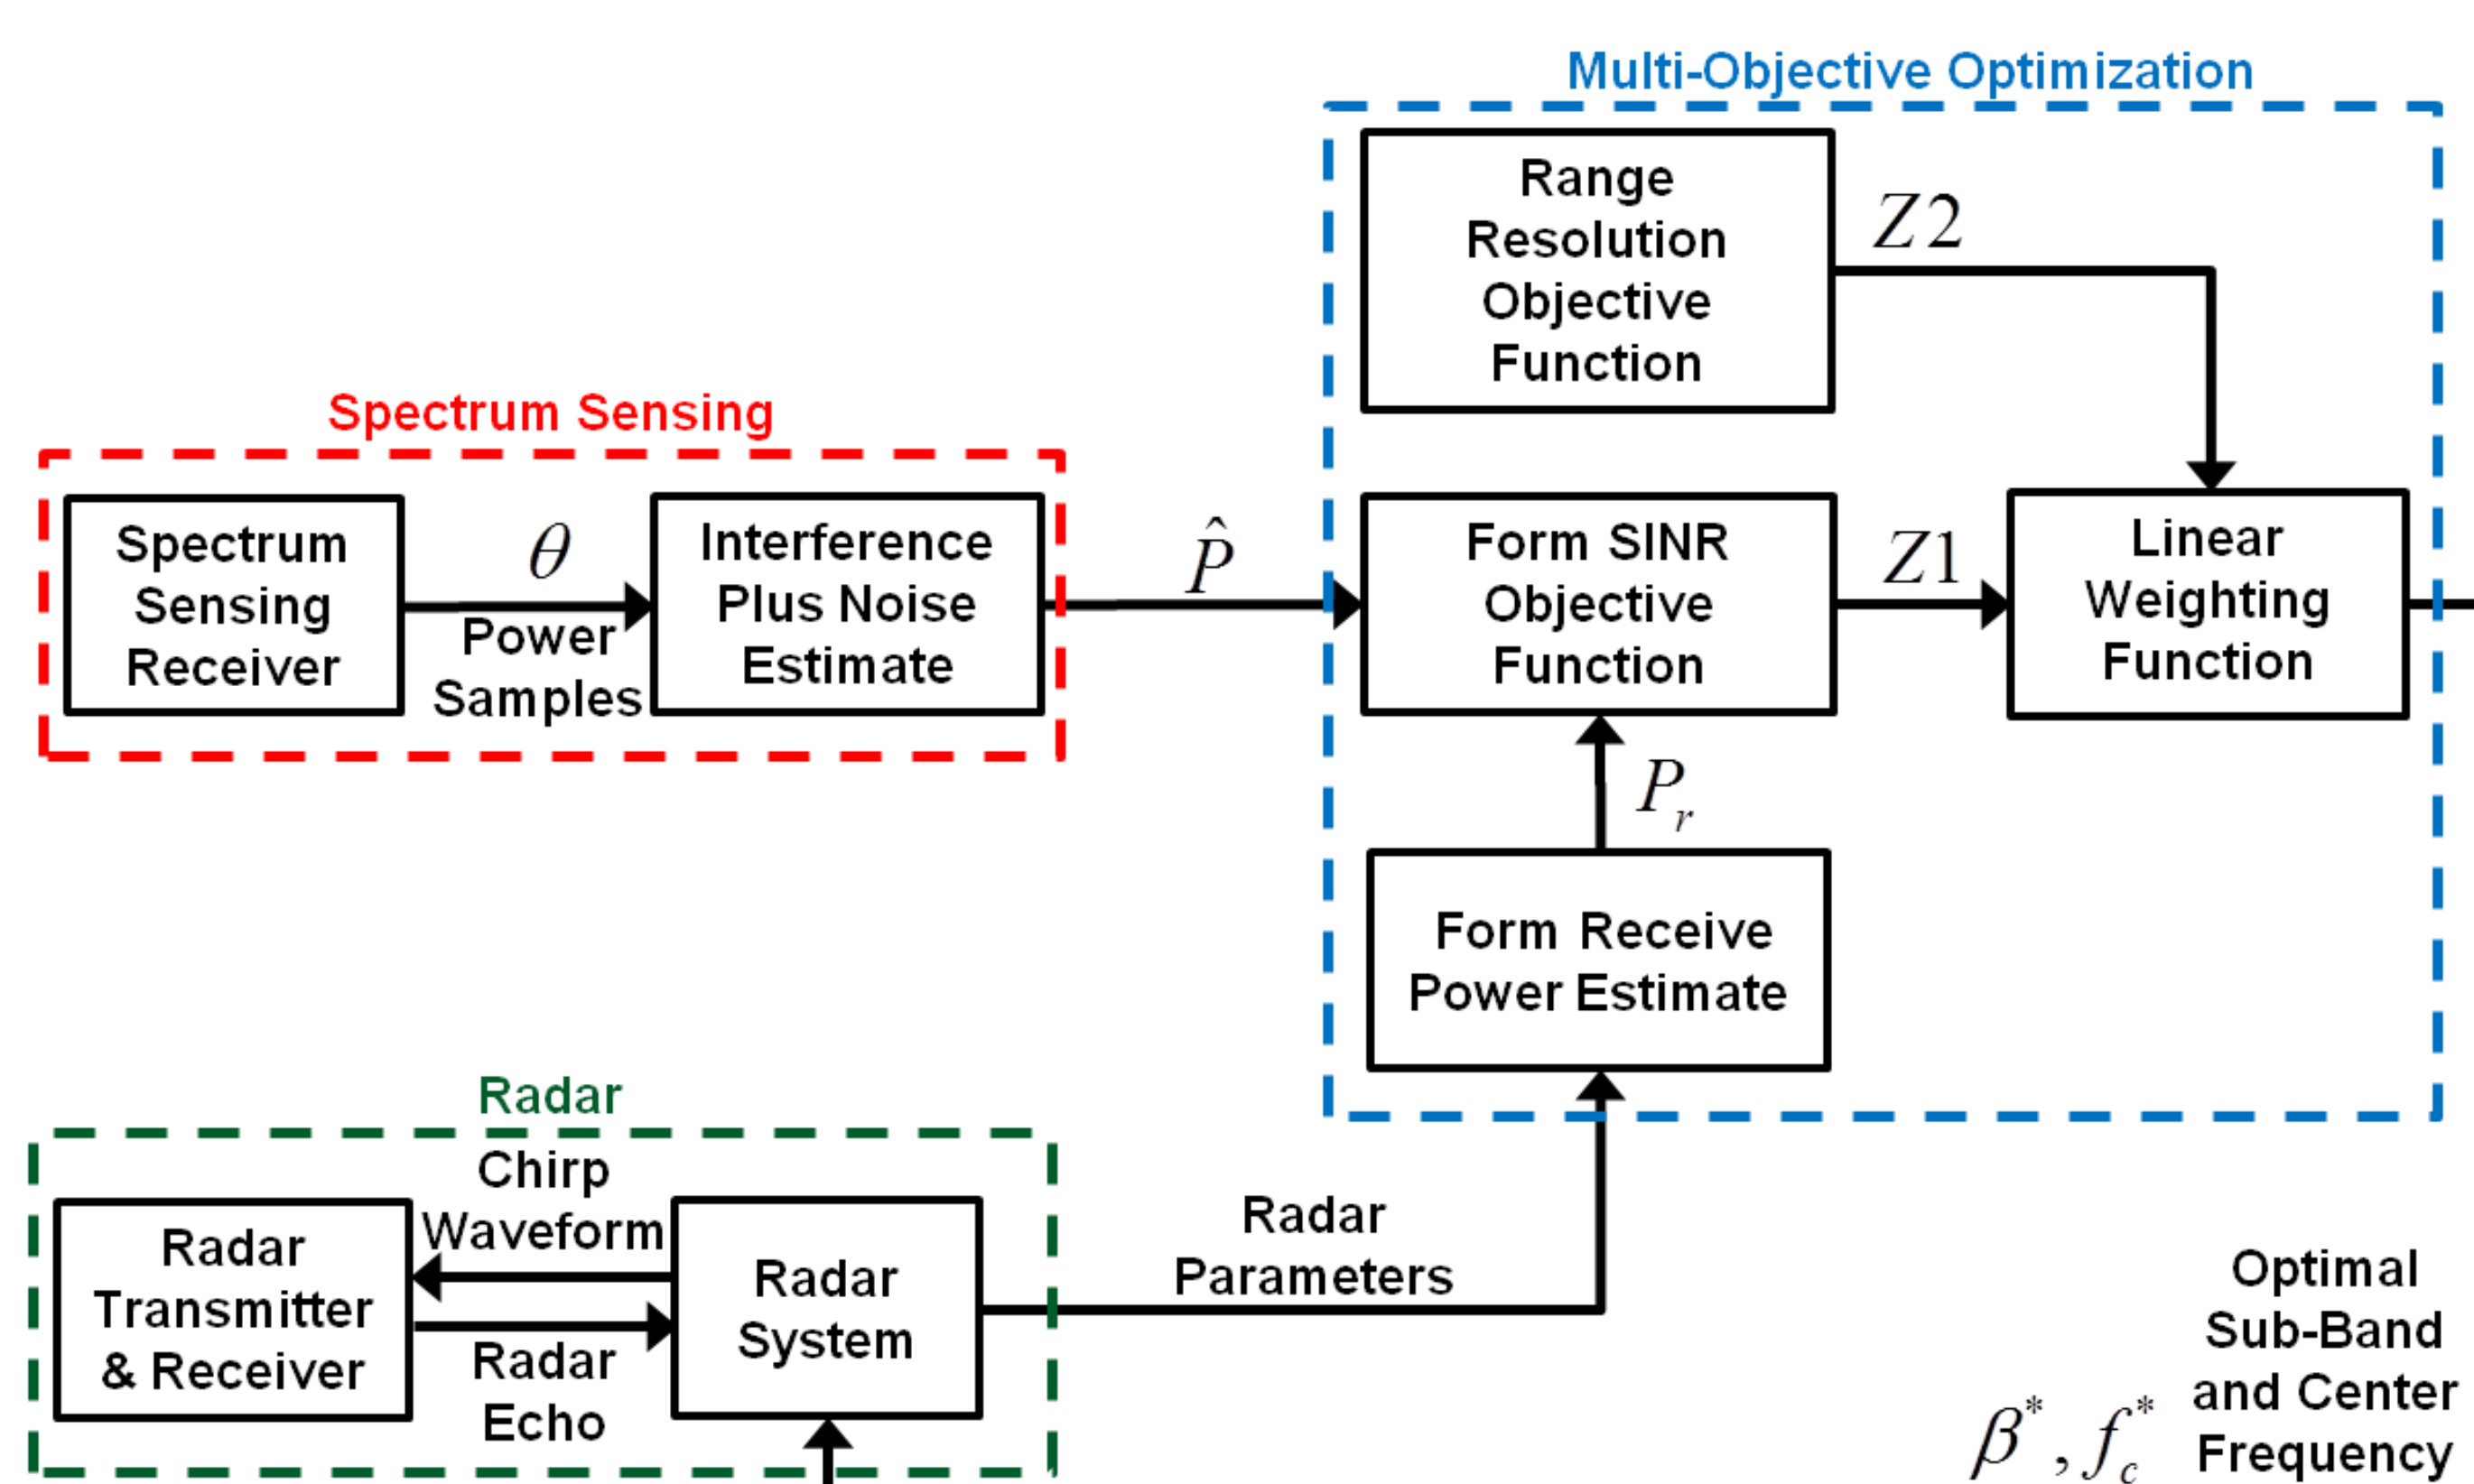 Multi-Objective Optimization
Range
Resolution
Objective
Function
Z2
Spectrum Sensing
Spectrum
Sensing
Receiver
θ
Power
Samples
Interference
Plus Noise
Estimate
P̂
Form SINR
Objective
Function
Z1
Linear
Weighting
Function
P_r
Form Receive
Power Estimate
Radar
Chirp
Waveform
Radar
Transmitter
& Receiver
Radar
Echo
Radar
System
Radar
Parameters
Optimal
Sub-Band
and Center
Frequency
β*, f_c*